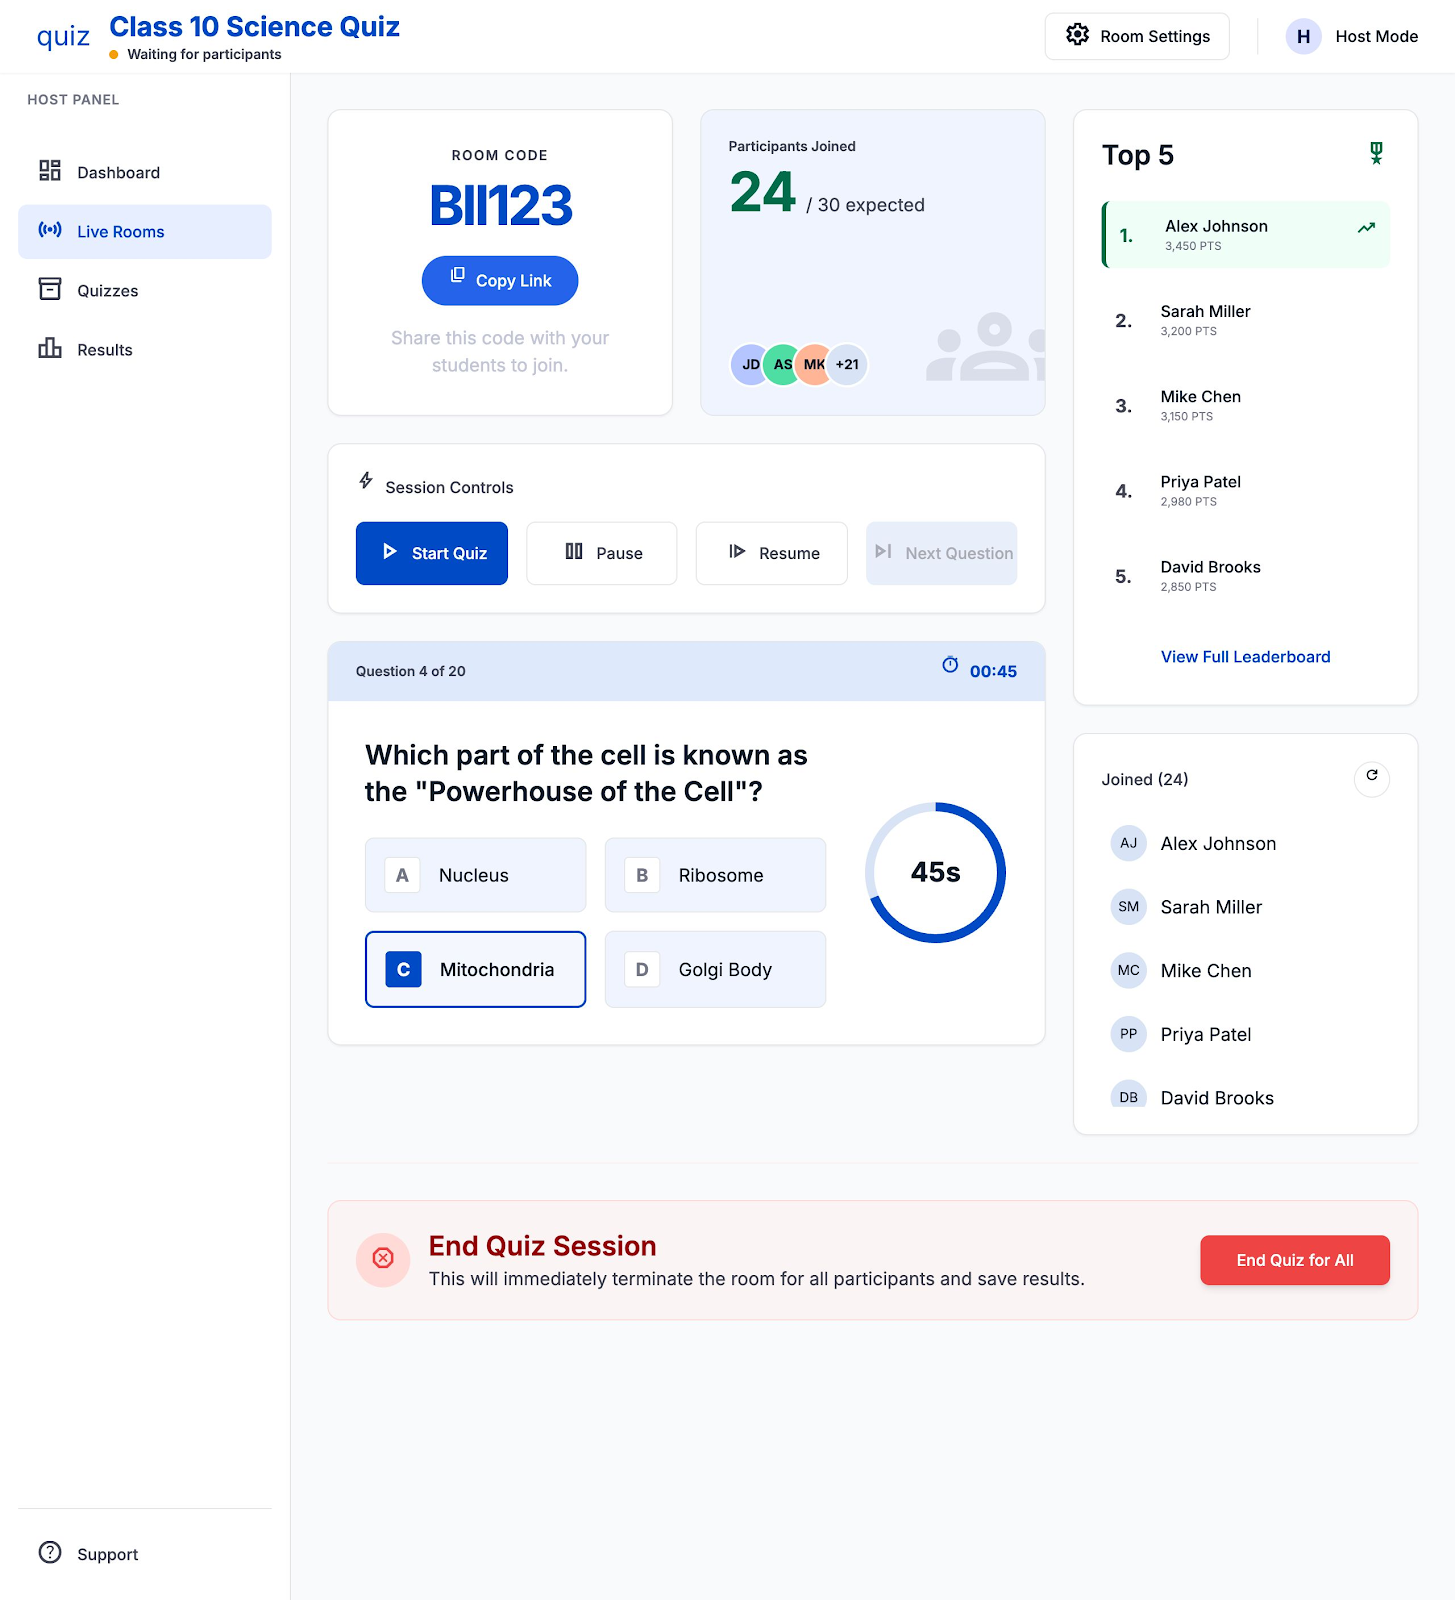 quiz
Class 10 Science Quiz
Waiting for participants
Room Settings
H
Host Mode
HOST PANEL
Dashboard
Live Rooms
Quizzes
Results
Support
ROOM CODE
BII123
Copy Link
Share this code with your
students to join.
Participants Joined
24 / 30 expected
JD AS MK +21
Session Controls
Start Quiz
Pause
Resume
Next Question
Question 4 of 20
00:45
Which part of the cell is known as
the "Powerhouse of the Cell"?
A Nucleus
B Ribosome
C Mitochondria
D Golgi Body
45s
Top 5
1. Alex Johnson
3,450 PTS
2. Sarah Miller
3,200 PTS
3. Mike Chen
3,150 PTS
4. Priya Patel
2,980 PTS
5. David Brooks
2,850 PTS
View Full Leaderboard
Joined (24)
AJ Alex Johnson
SM Sarah Miller
MC Mike Chen
PP Priya Patel
DB David Brooks
End Quiz Session
This will immediately terminate the room for all participants and save results.
End Quiz for All